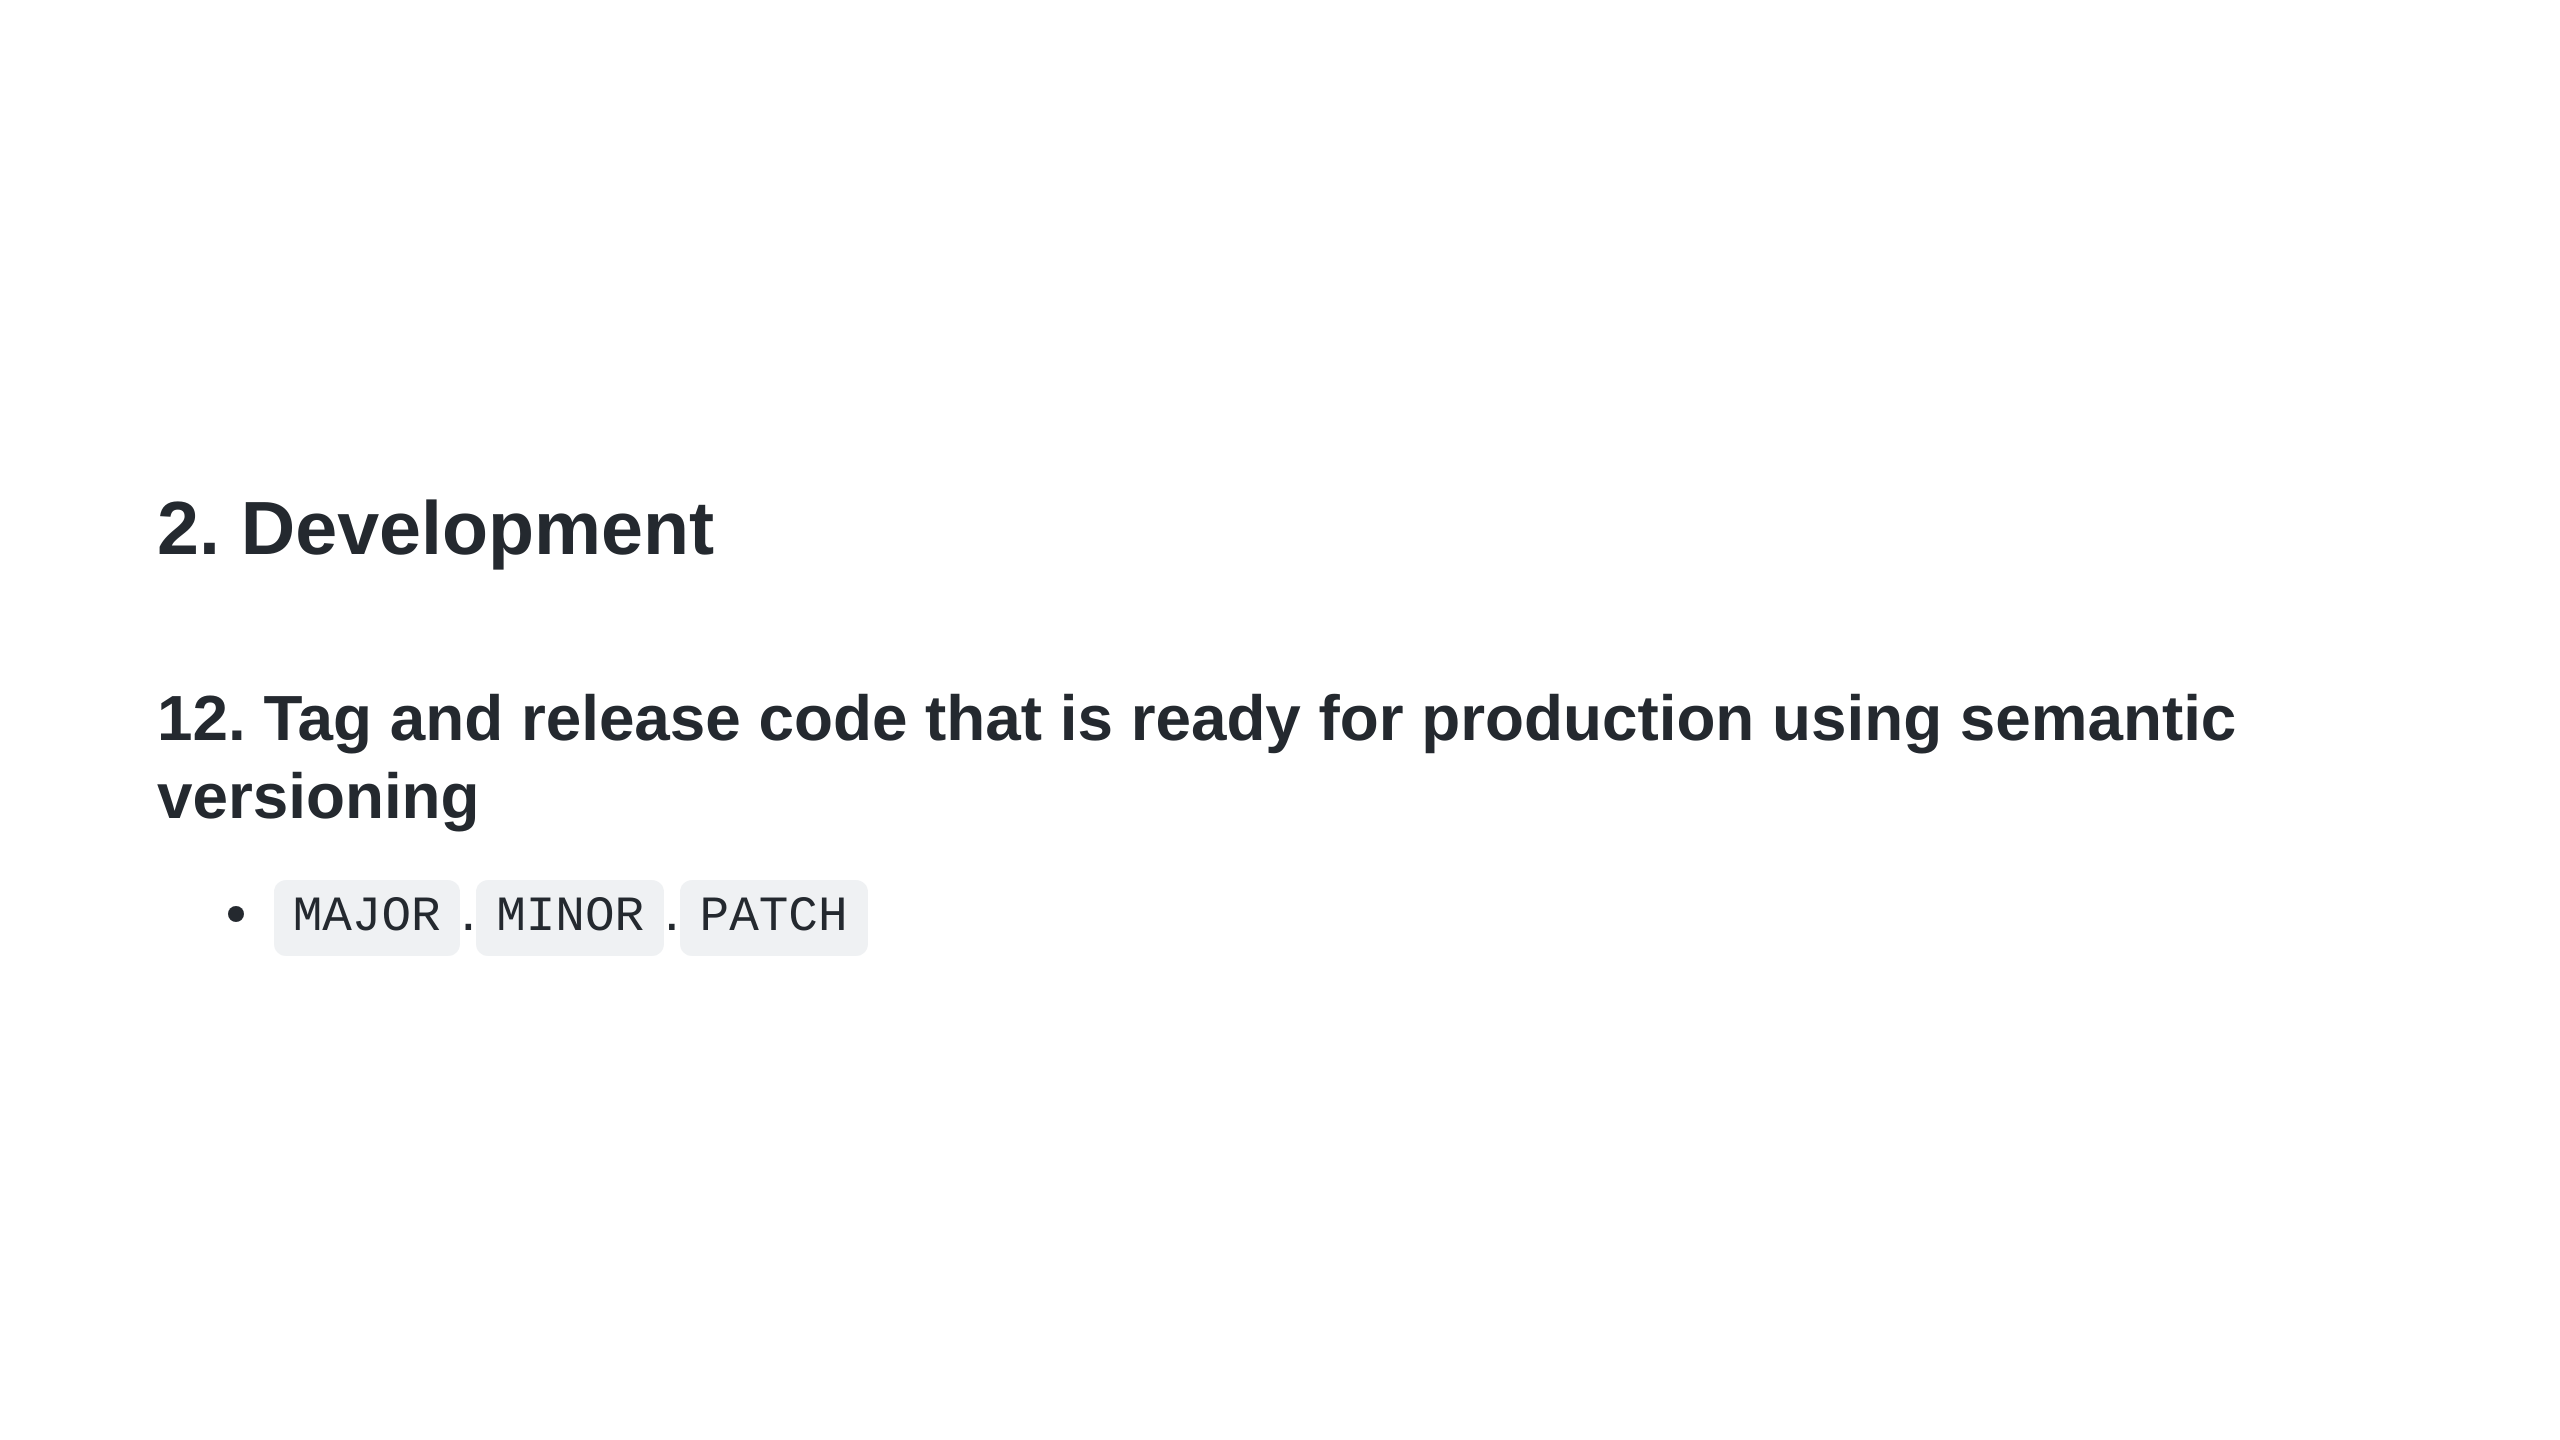 2. Development
12. Tag and release code that is ready for production using semantic
versioning
• MAJOR.MINOR.PATCH